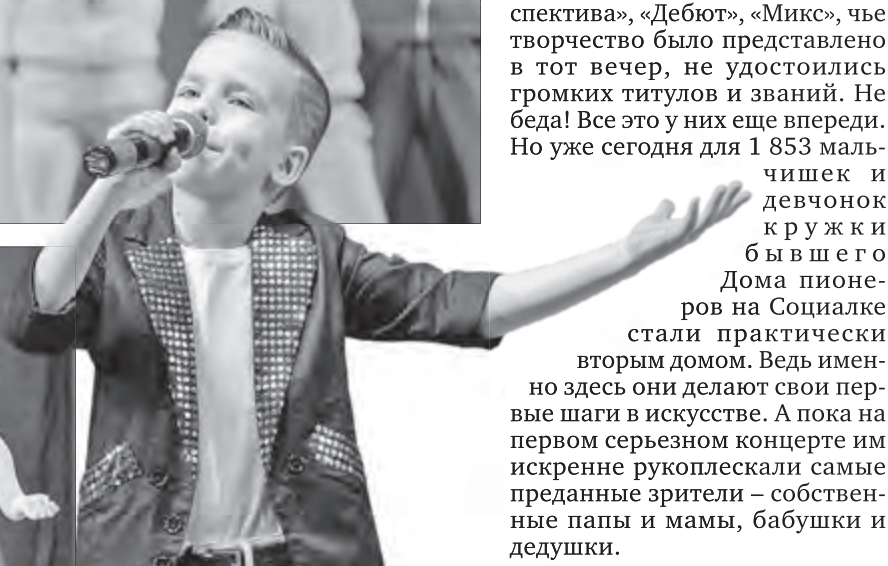 спектива», «Дебют», «Микс», чье
творчество было представлено
в тот вечер, не удостоились
громких титулов и званий. Не
беда! Все это у них еще впереди.
Но уже сегодня для 1 853 маль-
чишек и
девчонок
кружки
бывшего
Дома пионе-
ров на Социалке
стали практически
вторым домом. Ведь имен-
но здесь они делают свои пер-
вые шаги в искусстве. А пока на
первом серьезном концерте им
искренне рукоплескали самые
преданные зрители – собствен-
ные папы и мамы, бабушки и
дедушки.